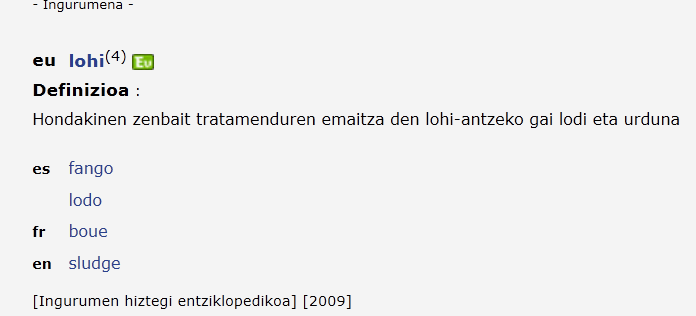 - Ingurumena -
eu lohi(4) Eu
Definizioa :
Hondakinen zenbait tratamenduren emaitza den lohi-antzeko gai lodi eta urduna
es fango
lodo
fr boue
en sludge
[Ingurumen hiztegi entziklopedikoa] [2009]